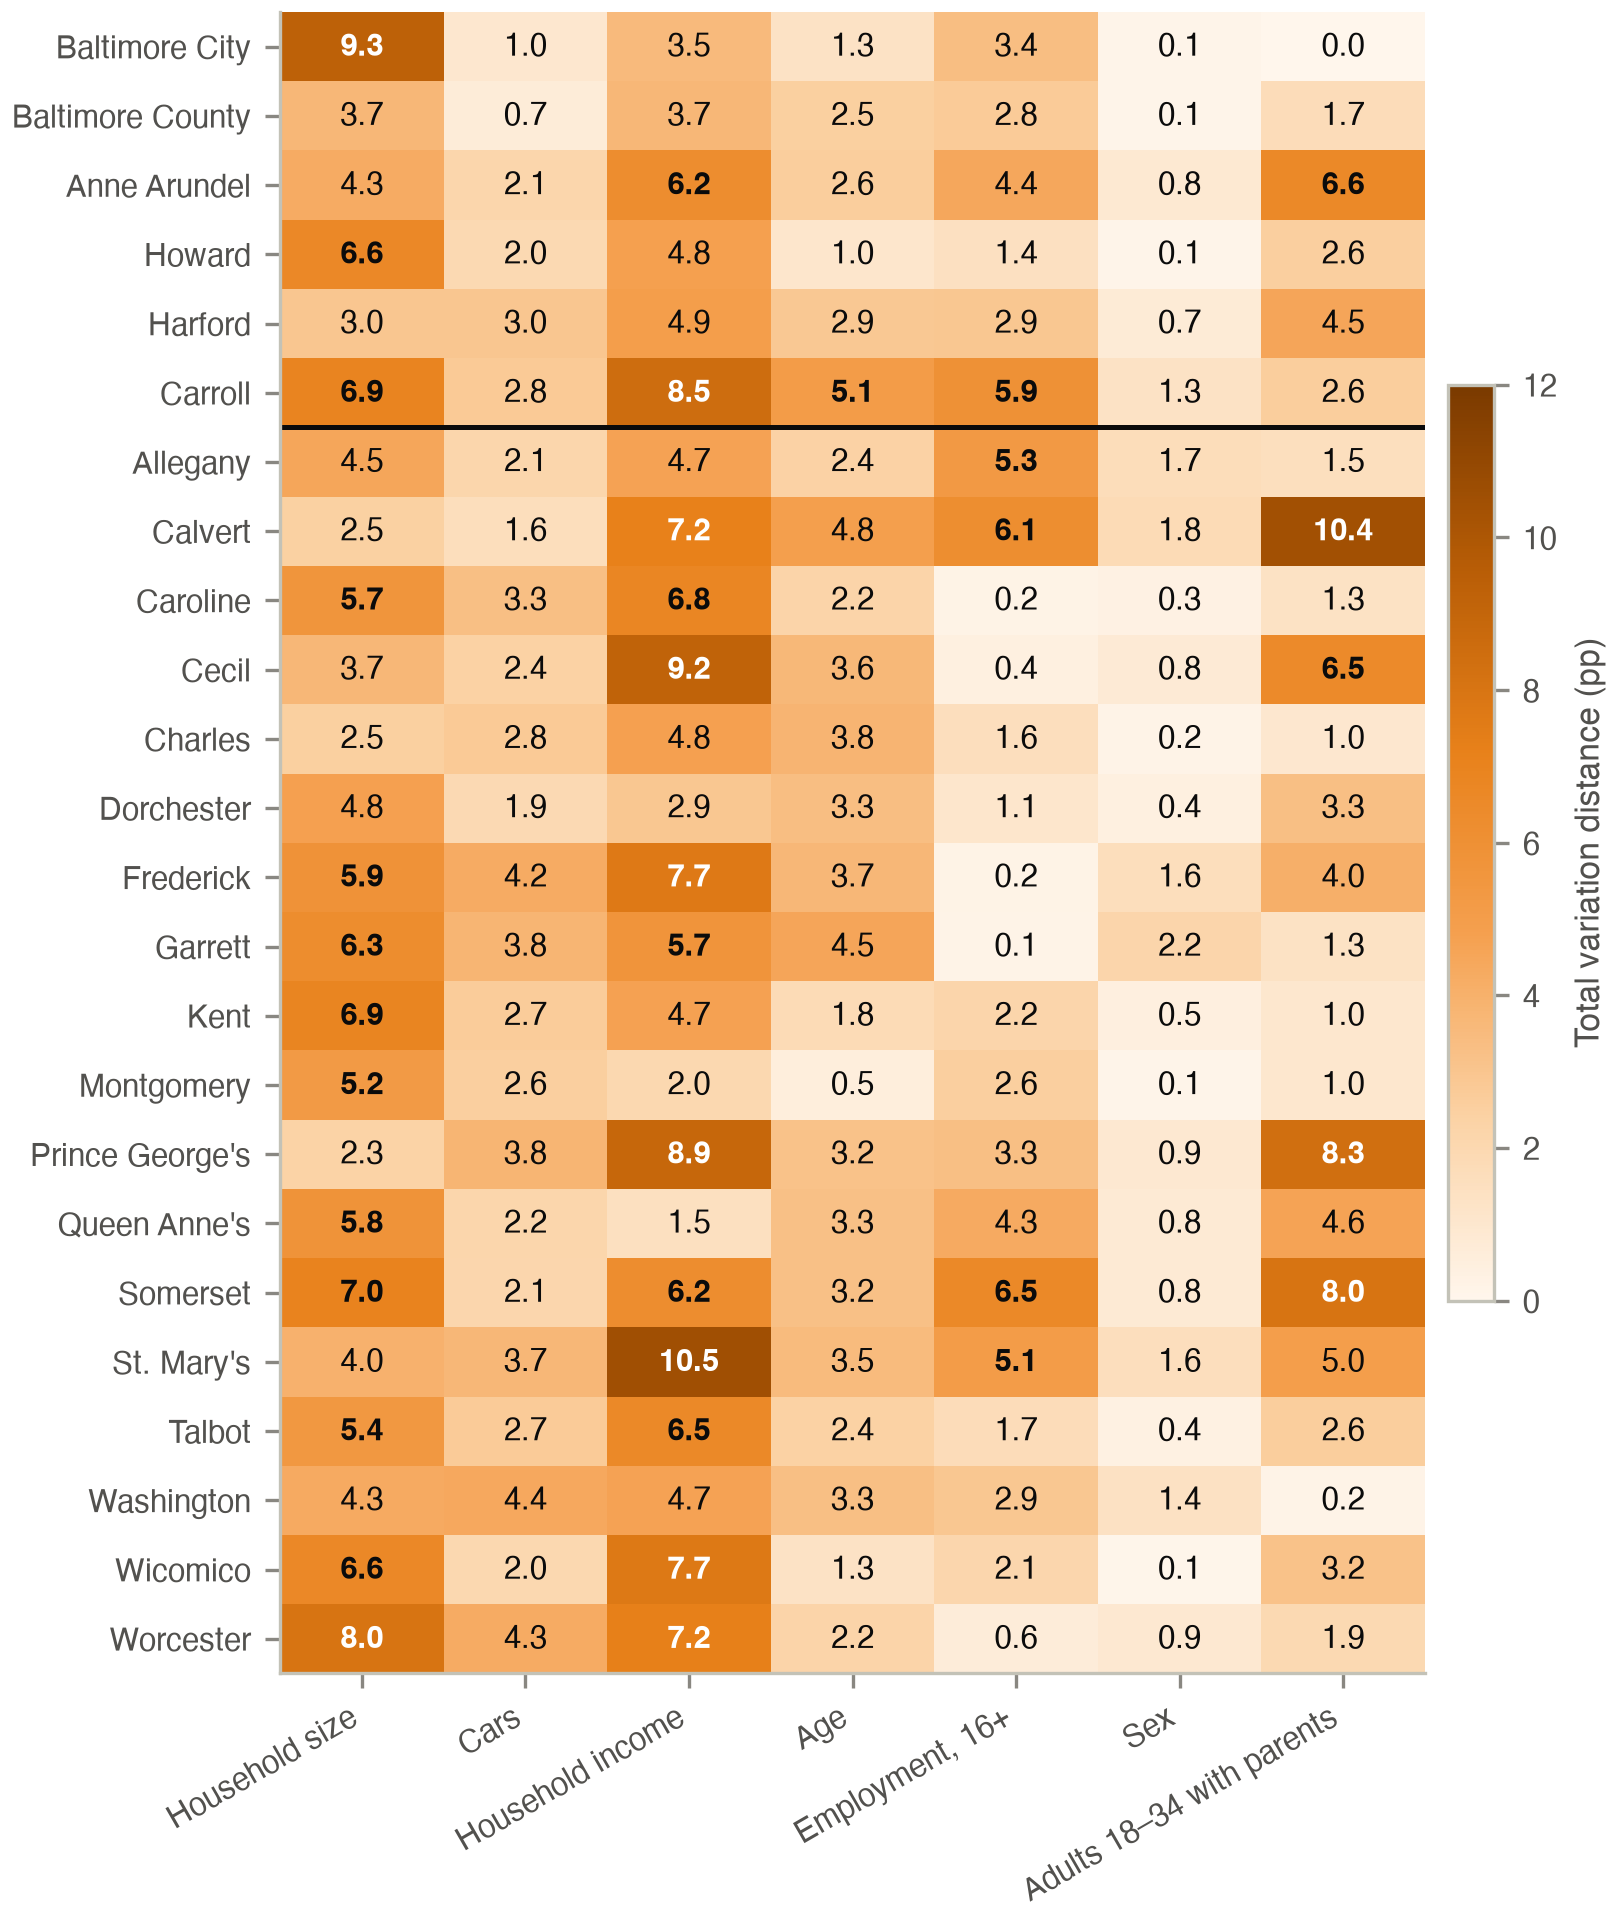 Baltimore City 9.3 1.0 3.5 1.3 3.4 0.1 0.0
Baltimore County 3.7 0.7 3.7 2.5 2.8 0.1 1.7
Anne Arundel 4.3 2.1 6.2 2.6 4.4 0.8 6.6
Howard 6.6 2.0 4.8 1.0 1.4 0.1 2.6
Harford 3.0 3.0 4.9 2.9 2.9 0.7 4.5
Carroll 6.9 2.8 8.5 5.1 5.9 1.3 2.6
Allegany 4.5 2.1 4.7 2.4 5.3 1.7 1.5
Calvert 2.5 1.6 7.2 4.8 6.1 1.8 10.4
Caroline 5.7 3.3 6.8 2.2 0.2 0.3 1.3
Cecil 3.7 2.4 9.2 3.6 0.4 0.8 6.5
Charles 2.5 2.8 4.8 3.8 1.6 0.2 1.0
Dorchester 4.8 1.9 2.9 3.3 1.1 0.4 3.3
Frederick 5.9 4.2 7.7 3.7 0.2 1.6 4.0
Garrett 6.3 3.8 5.7 4.5 0.1 2.2 1.3
Kent 6.9 2.7 4.7 1.8 2.2 0.5 1.0
Montgomery 5.2 2.6 2.0 0.5 2.6 0.1 1.0
Prince George's 2.3 3.8 8.9 3.2 3.3 0.9 8.3
Queen Anne's 5.8 2.2 1.5 3.3 4.3 0.8 4.6
Somerset 7.0 2.1 6.2 3.2 6.5 0.8 8.0
St. Mary's 4.0 3.7 10.5 3.5 5.1 1.6 5.0
Talbot 5.4 2.7 6.5 2.4 1.7 0.4 2.6
Washington 4.3 4.4 4.7 3.3 2.9 1.4 0.2
Wicomico 6.6 2.0 7.7 1.3 2.1 0.1 3.2
Worcester 8.0 4.3 7.2 2.2 0.6 0.9 1.9
Household size
Cars
Household income
Age
Employment, 16+
Sex
Adults 18–34 with parents
12
10
8
6
4
2
0
Total variation distance (pp)